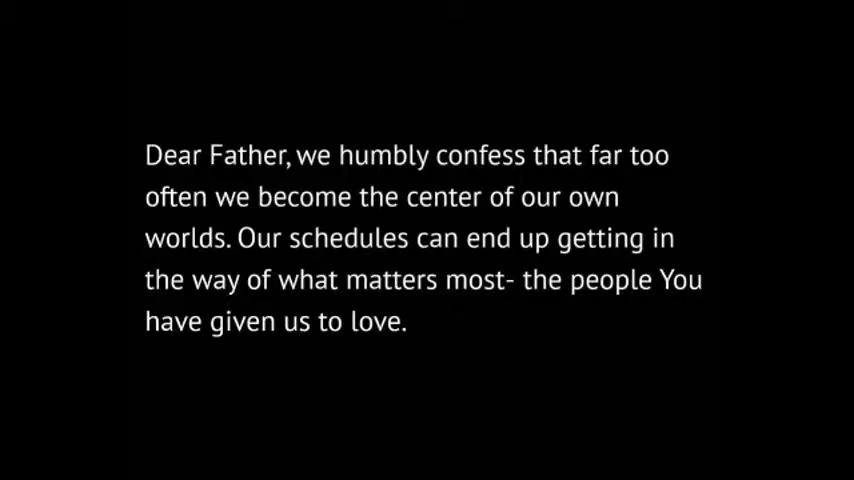 Dear Father, we humbly confess that far too
often we become the center of our own
worlds. Our schedules can end up getting in
the way of what matters most- the people You
have given us to love.